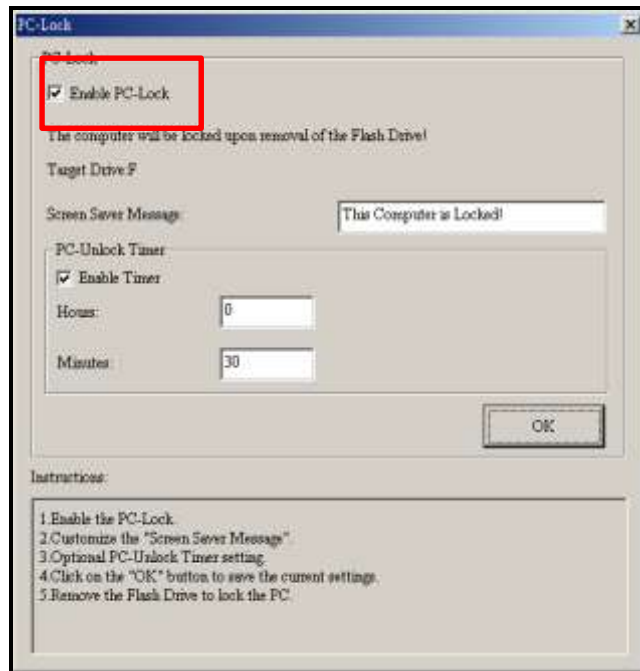 PC-Lock
PC-Lock
Enable PC-Lock
The computer will be locked upon removal of the Flash Drive!
Target Drive:F
Screen Saver Message: This Computer is Locked!
PC-Unlock Timer
Enable Timer
Hours: 0
Minutes: 30
OK
Instructions:
1.Enable the PC-Lock.
2.Customize the "Screen Saver Message".
3.Optional PC-Unlock Timer setting.
4.Click on the "OK" button to save the current settings.
5.Remove the Flash Drive to lock the PC.